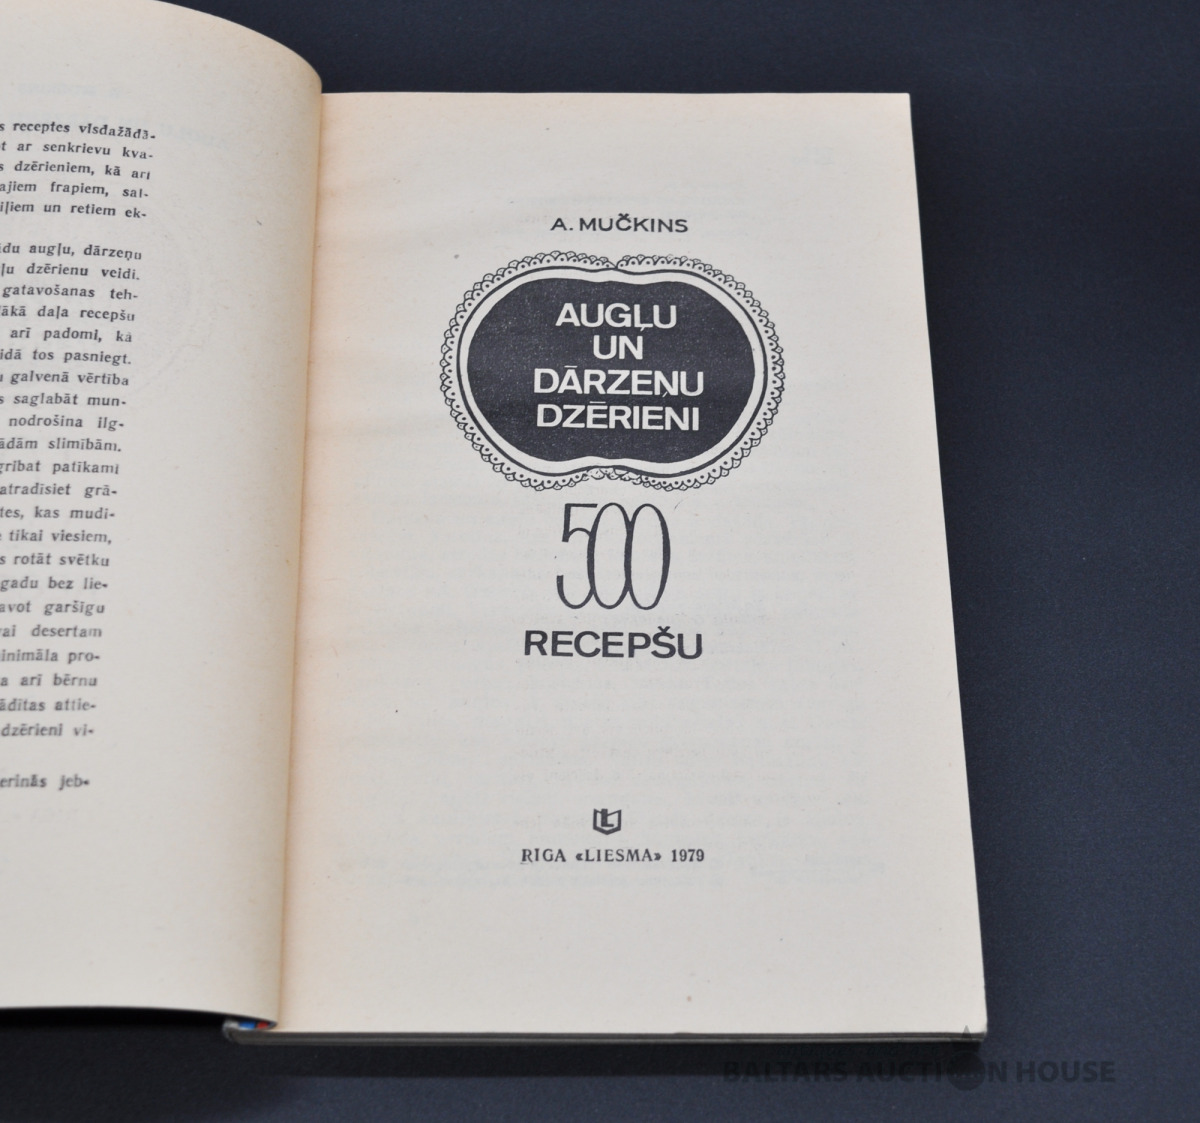 s receptes visdažādā-
t ar senkrievu kva-
s dzērieniem, kā arī
ajiem frapiem, sal-
iļiem un retiem ek-
du augļu, dārzeņu
ļu dzērienu veidi.
gatavošanas teh-
ākā daļa recepšu
arī padomi, kā
idā tos pasniegt.
u galvenā vērtība
s saglabāt mun-
nodrošina ilg-
ādām slimībām.
gribat patīkami
atradīsiet grā-
tes, kas mudi-
e tikai viesiem,
s rotāt svētku
gadu bez lie-
avot garšīgu
vai desertam
inimāla pro-
a arī bērnu
ādītas attie-
dzērieni vi-
erinās jeb-
A. MUČKINS
AUGĻU
UN
DĀRZEŅU
DZĒRIENI
500
RECEPŠU
RĪGA «LIESMA» 1979
BALTARS AUCTION HOUSE